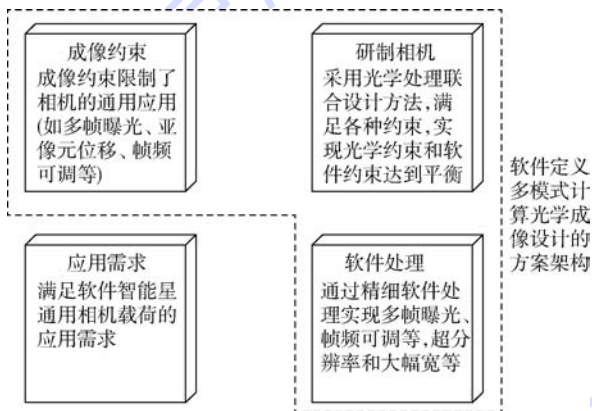 成像约束
成像约束限制了
相机的通用应用
(如多帧曝光、亚
像元位移、帧频
可调等)
研制相机
采用光学处理联
合设计方法,满
足各种约束,实
现光学约束和软
件约束达到平衡
应用需求
满足软件智能星
通用相机载荷的
应用需求
软件处理
通过精细软件处
理实现多帧曝光、
帧频可调等,超分
辨率和大幅宽等
软件定义
多模式计
算光学成
像设计的
方案架构